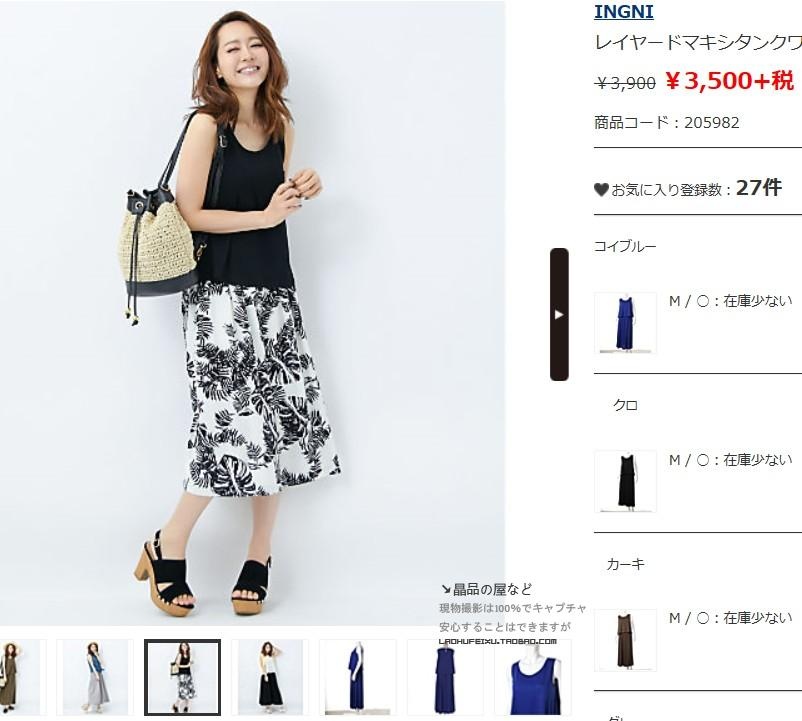 INGNI
レイヤードマキシタンクワ
￥3,900 ￥3,500+税
商品コード：205982
お気に入り登録数：27件
コイブルー
M / ○：在庫少ない
クロ
M / ○：在庫少ない
カーキ
M / ○：在庫少ない
↘晶品の屋など
現物撮影は100%でキャプチャ
安心することはできますが
LAOHUFEIXU.TAOBAO.COM